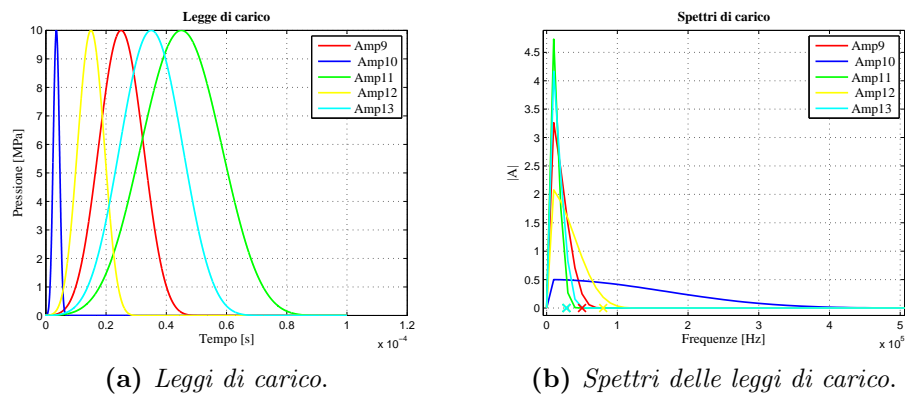 Legge di carico
Pressione [MPa]
10
9
8
7
6
5
4
3
2
1
0
0
0.2
0.4
0.6
0.8
1
1.2
x 10⁻⁴
Tempo [s]
Amp9
Amp10
Amp11
Amp12
Amp13
(a) Leggi di carico.
Spettri di carico
|A|
4.5
4
3.5
3
2.5
2
1.5
1
0.5
0
0
1
2
3
4
5
x 10⁵
Frequenze [Hz]
Amp9
Amp10
Amp11
Amp12
Amp13
(b) Spettri delle leggi di carico.